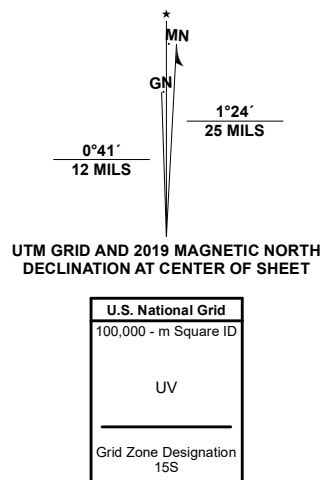 ★
MN
GN
1°24´
25 MILS
0°41´
12 MILS
UTM GRID AND 2019 MAGNETIC NORTH
DECLINATION AT CENTER OF SHEET
U.S. National Grid
100,000 - m Square ID
UV
Grid Zone Designation
15S